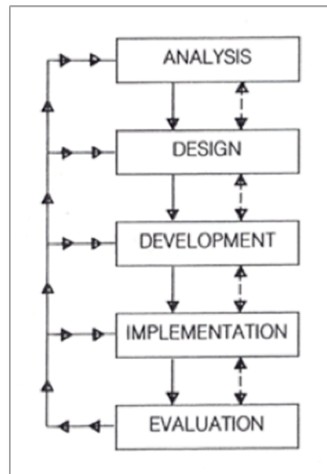 ANALYSIS
DESIGN
DEVELOPMENT
IMPLEMENTATION
EVALUATION